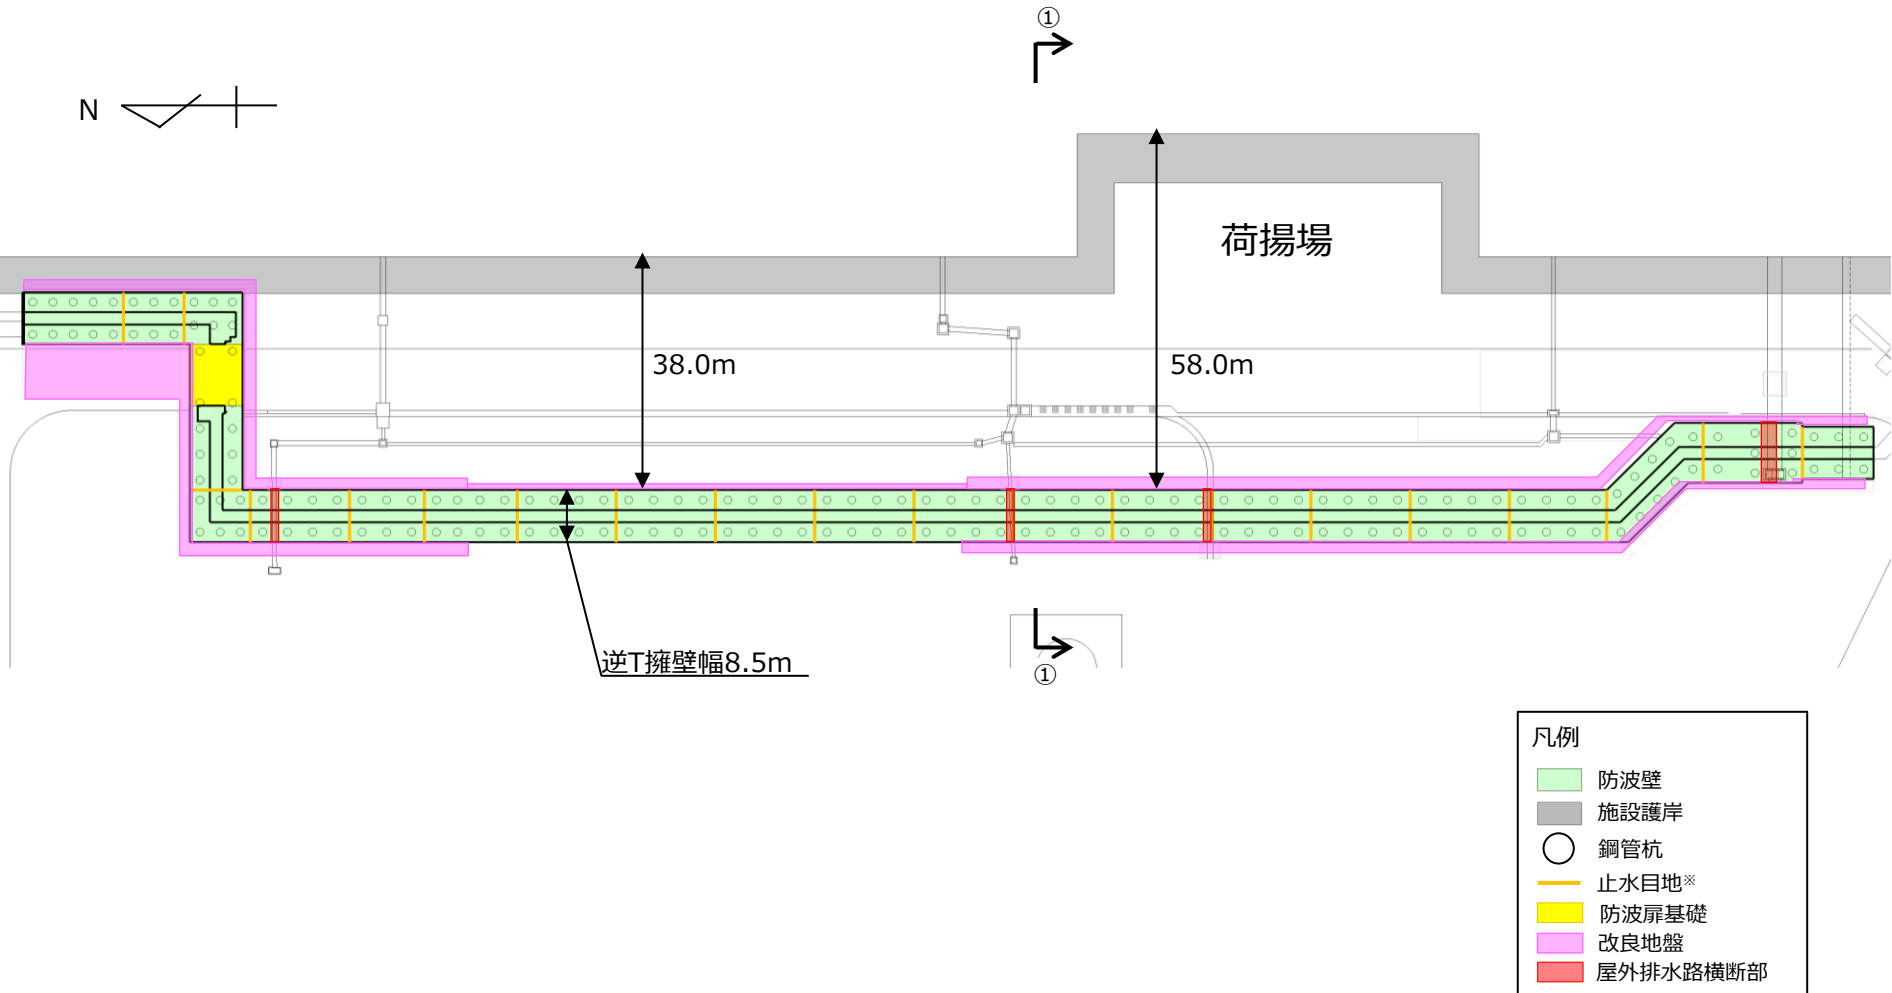 ①
N
荷揚場
38.0m
58.0m
逆T擁壁幅8.5m
①
凡例
防波壁
施設護岸
鋼管杭
止水目地※
防波扉基礎
改良地盤
屋外排水路横断部